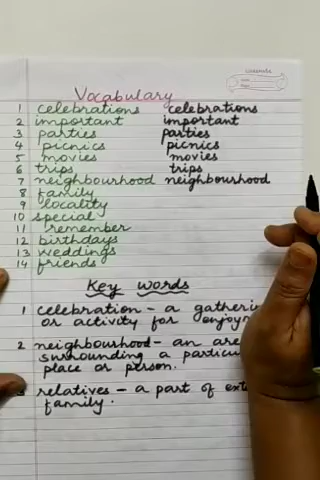 Vocabulary
1 celebrations celebrations
2 important important
3 parties parties
4 picnics picnics
5 movies movies
6 trips trips
7 neighbourhood neighbourhood
8 family
9 locality
10 special
11 remember
12 birthdays
13 weddings
14 friends
Key words
1 celebration - a gatheri
or activity for enjoym
2 neighbourhood - an are
surrounding a particu
place or person.
relatives - a part of ext
family.